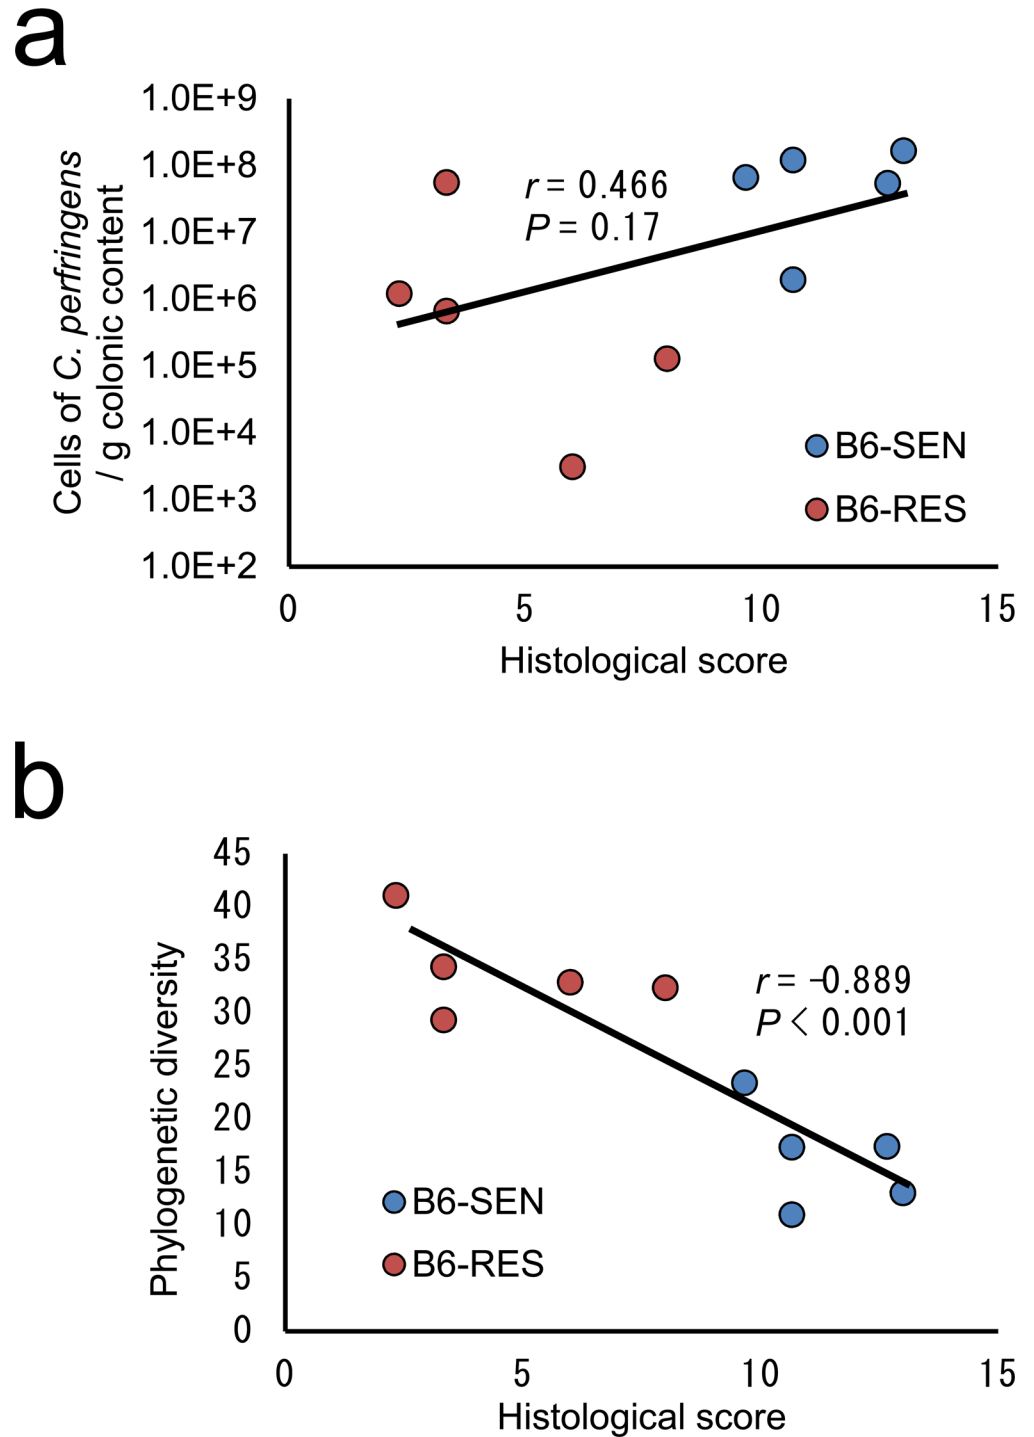 a
1.0E+9
1.0E+8
1.0E+7
1.0E+6
1.0E+5
1.0E+4
1.0E+3
1.0E+2
Cells of C. perfringens
/ g colonic content
r = 0.466
P = 0.17
B6-SEN
B6-RES
0 5 10 15
Histological score
b
45
40
35
30
25
20
15
10
5
0
Phylogenetic diversity
r = -0.889
P < 0.001
B6-SEN
B6-RES
0 5 10 15
Histological score